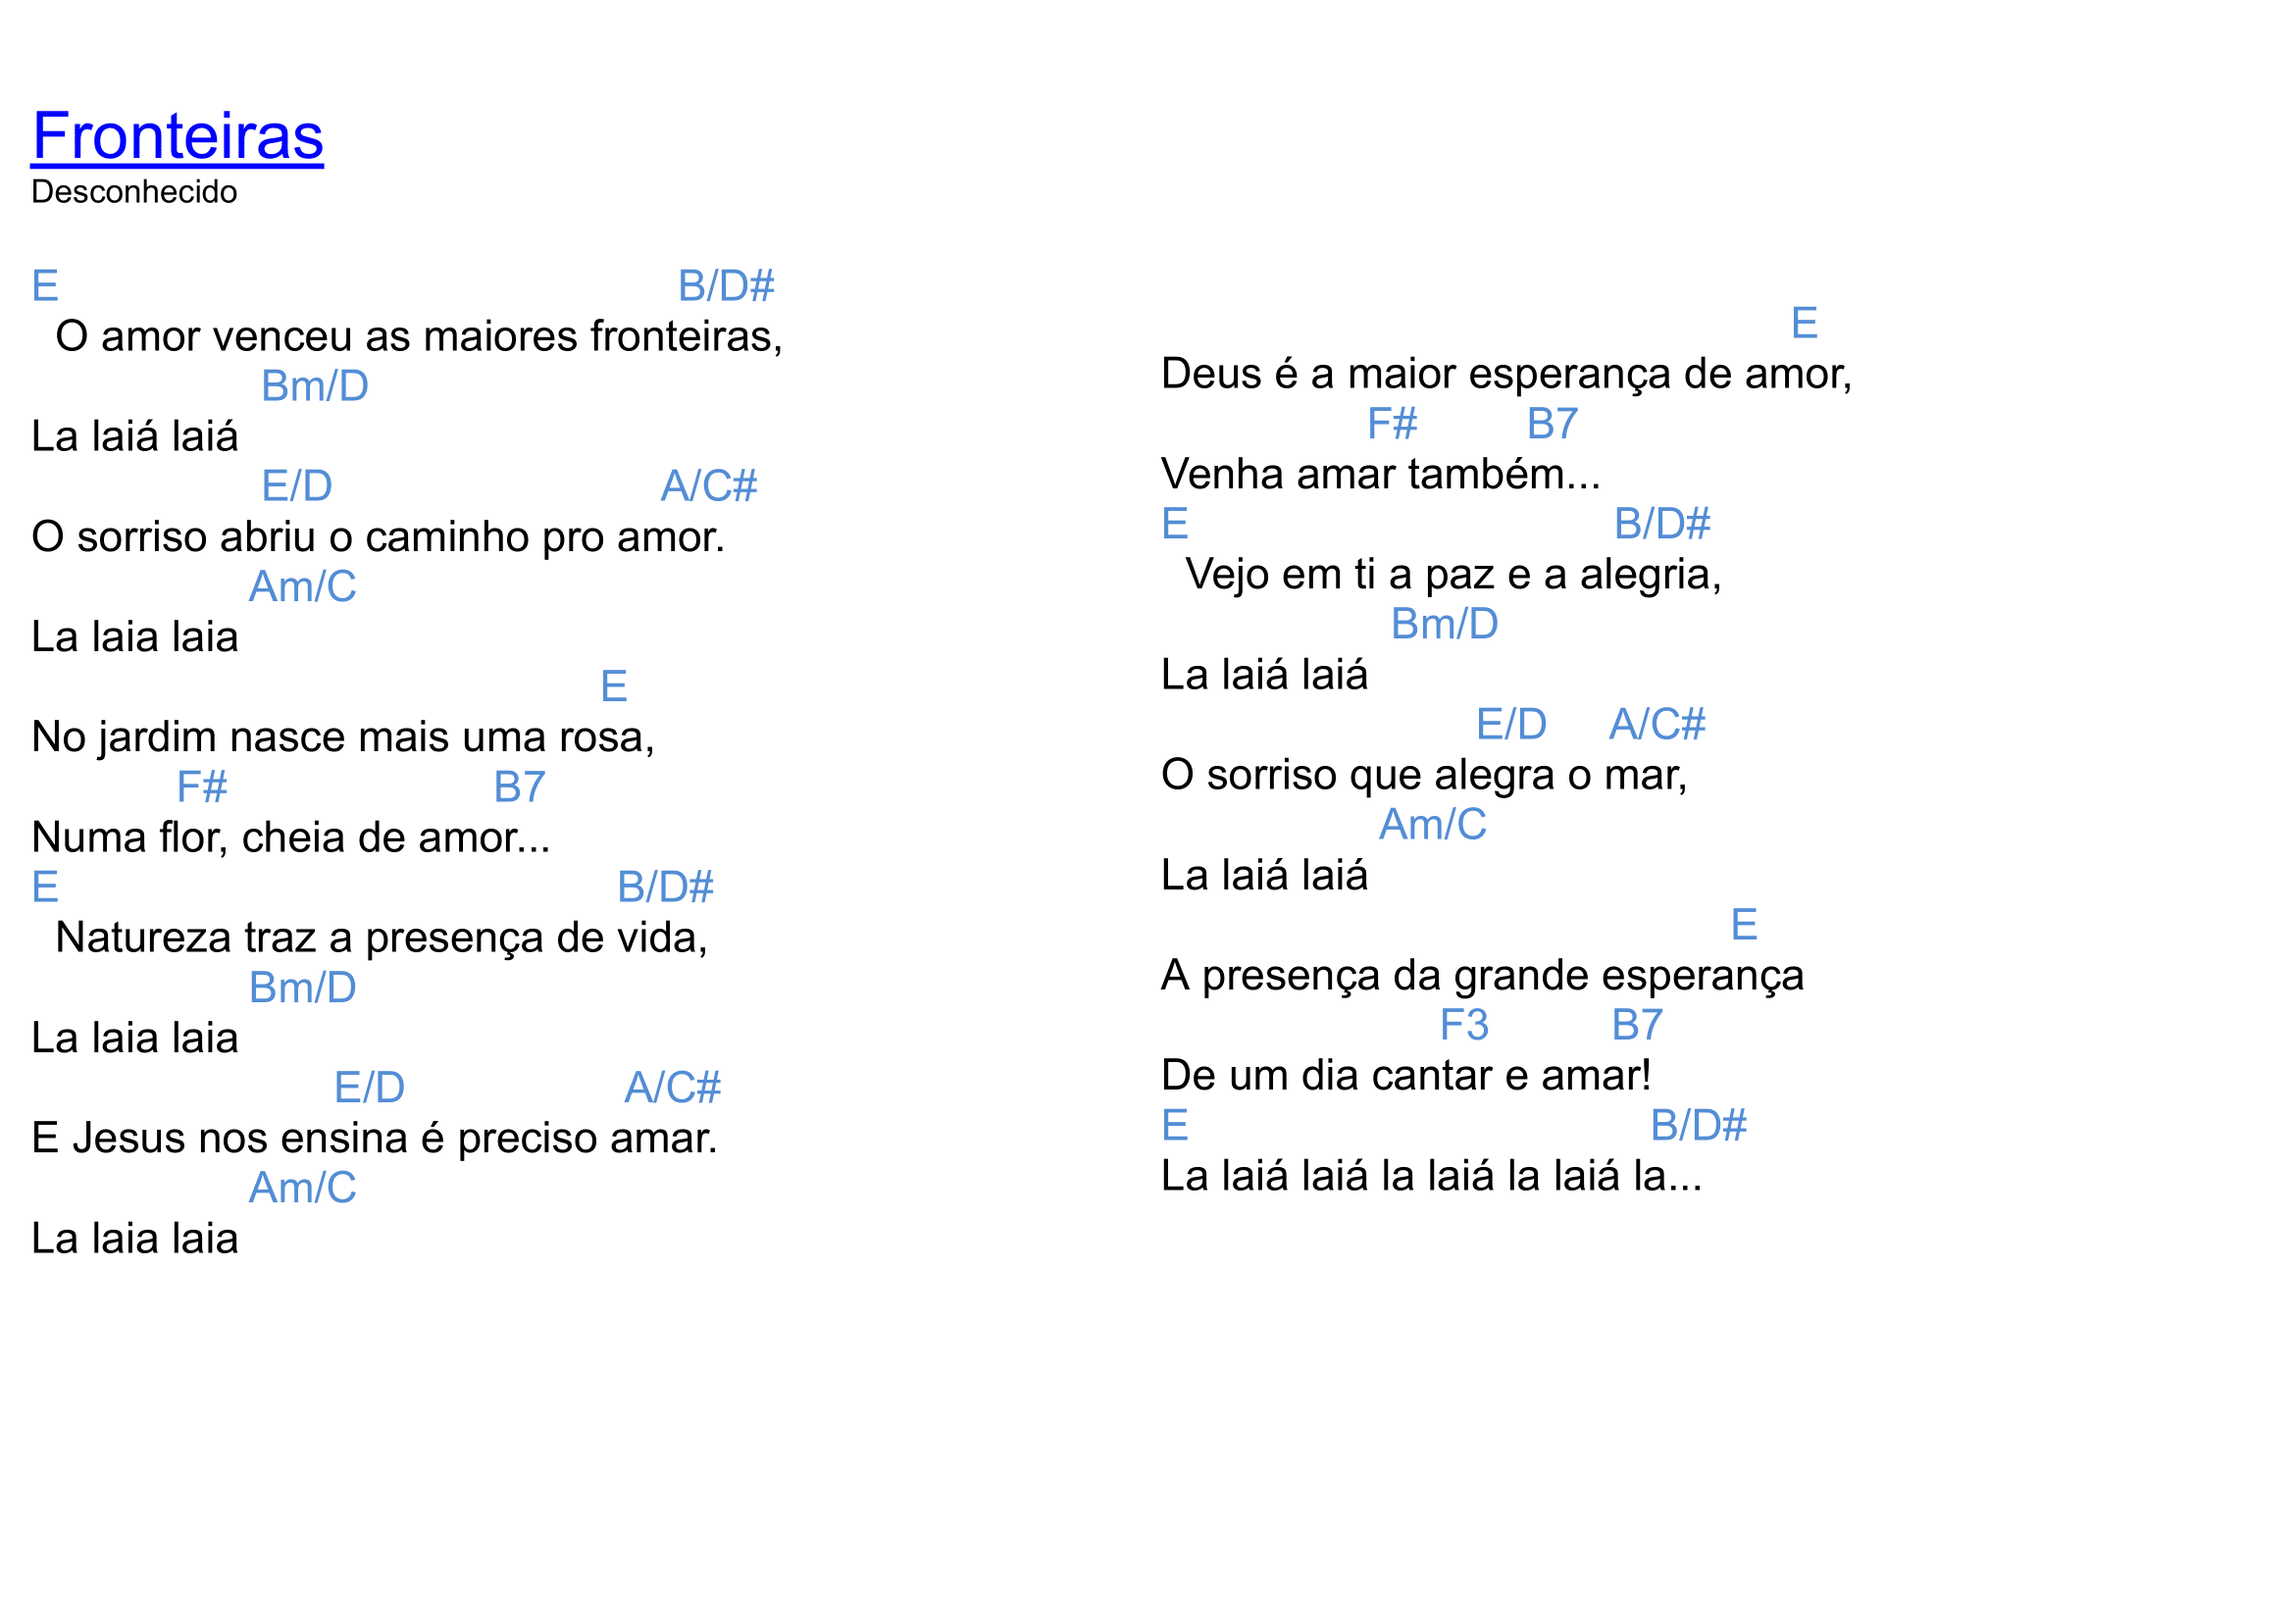 Fronteiras
Desconhecido
E B/D#
O amor venceu as maiores fronteiras,
Bm/D
La laiá laiá
E/D A/C#
O sorriso abriu o caminho pro amor.
Am/C
La laia laia
E
No jardim nasce mais uma rosa,
F# B7
Numa flor, cheia de amor...
E B/D#
Natureza traz a presença de vida,
Bm/D
La laia laia
E/D A/C#
E Jesus nos ensina é preciso amar.
Am/C
La laia laia
E
Deus é a maior esperança de amor,
F# B7
Venha amar também...
E B/D#
Vejo em ti a paz e a alegria,
Bm/D
La laiá laiá
E/D A/C#
O sorriso que alegra o mar,
Am/C
La laiá laiá
E
A presença da grande esperança
F3 B7
De um dia cantar e amar!
E B/D#
La laiá laiá la laiá la laiá la...